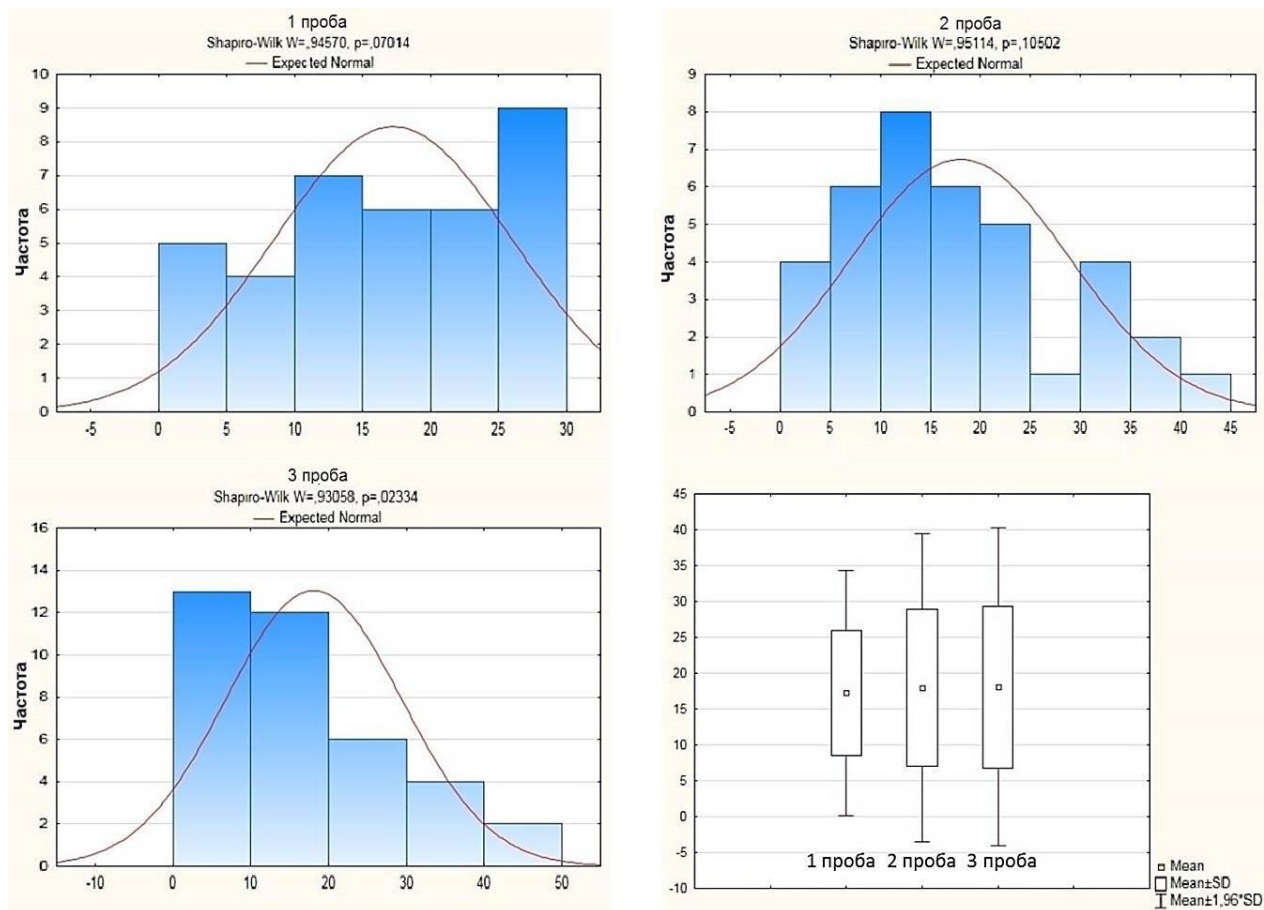 1 проба
Shapiro-Wilk W=,94570, p=,07014
Expected Normal
10
9
8
7
6
5
4
3
2
1
0
Частота
-5 0 5 10 15 20 25 30
2 проба
Shapiro-Wilk W=,95114, p=,10502
Expected Normal
9
8
7
6
5
4
3
2
1
0
Частота
-5 0 5 10 15 20 25 30 35 40 45
3 проба
Shapiro-Wilk W=,93058, p=,02334
Expected Normal
16
14
12
10
8
6
4
2
0
Частота
-10 0 10 20 30 40 50
45
40
35
30
25
20
15
10
5
0
-5
-10
1 проба 2 проба 3 проба
Mean
Mean±SD
Mean±1,96*SD